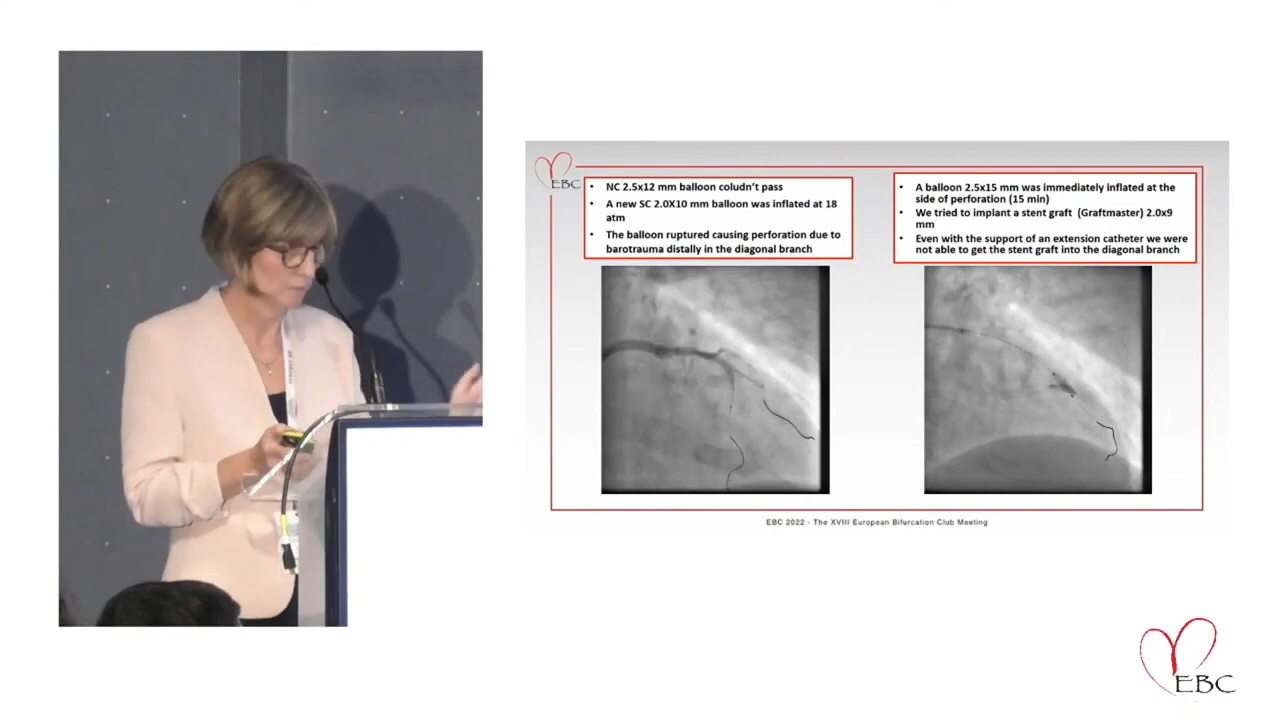 EBC
• NC 2.5x12 mm balloon coludn't pass
• A new SC 2.0X10 mm balloon was inflated at 18
atm
• The balloon ruptured causing perforation due to
barotrauma distally in the diagonal branch
• A balloon 2.5x15 mm was immediately inflated at the
side of perforation (15 min)
• We tried to implant a stent graft (Graftmaster) 2.0x9
mm
• Even with the support of an extension catheter we were
not able to get the stent graft into the diagonal branch
EBC 2022 - The XVIII European Bifurcation Club Meeting
EBC